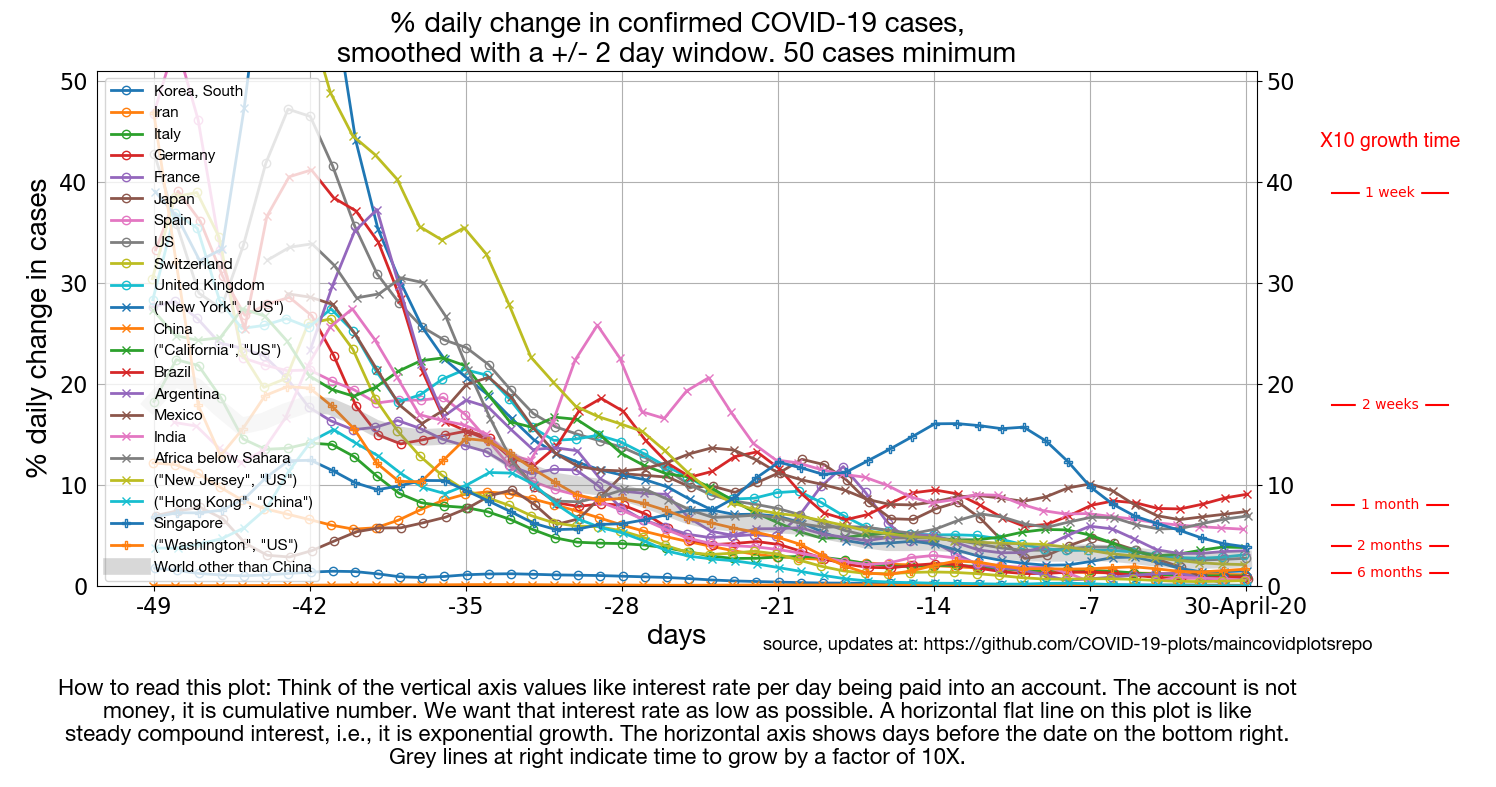 % daily change in confirmed COVID-19 cases,
smoothed with a +/- 2 day window. 50 cases minimum
% daily change in cases
50
40
30
20
10
0
Korea, South
Iran
Italy
Germany
France
Japan
Spain
US
Switzerland
United Kingdom
("New York", "US")
China
("California", "US")
Brazil
Argentina
Mexico
India
Africa below Sahara
("New Jersey", "US")
("Hong Kong", "China")
Singapore
("Washington", "US")
World other than China
50
40
30
20
10
0
X10 growth time
1 week
2 weeks
1 month
2 months
6 months
-49 -42 -35 -28 -21 -14 -7 30-April-20
days
source, updates at: https://github.com/COVID-19-plots/maincovidplotsrepo
How to read this plot: Think of the vertical axis values like interest rate per day being paid into an account. The account is not
money, it is cumulative number. We want that interest rate as low as possible. A horizontal flat line on this plot is like
steady compound interest, i.e., it is exponential growth. The horizontal axis shows days before the date on the bottom right.
Grey lines at right indicate time to grow by a factor of 10X.